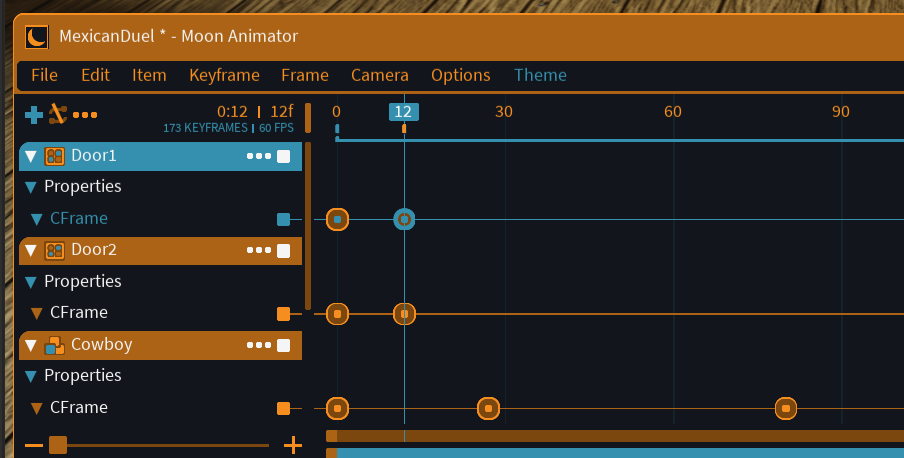 MexicanDuel * - Moon Animator
File Edit Item Keyframe Frame Camera Options Theme
0:12 | 12f 0 12 30 60 90
173 KEYFRAMES | 60 FPS
Door1
Properties
CFrame
Door2
Properties
CFrame
Cowboy
Properties
CFrame